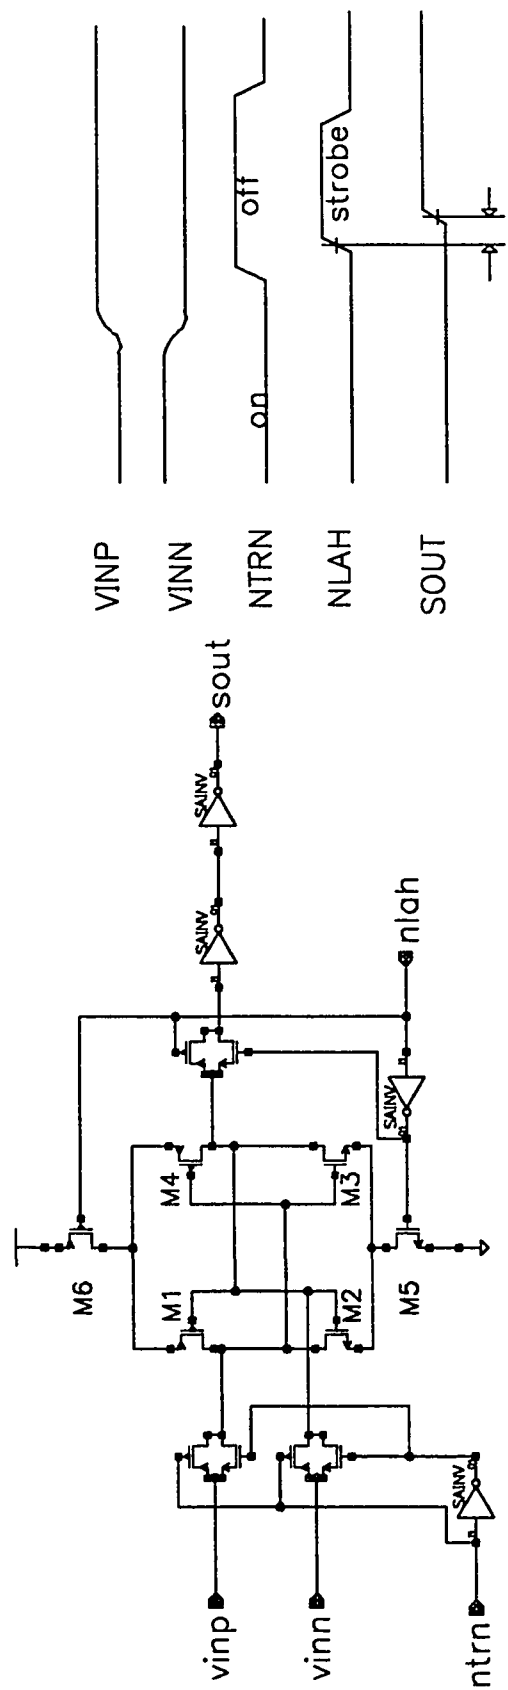 vinp
vinn
ntrn
SAINV
M6
M1
M4
M2
M3
M5
SAINV
nlah
SAINV
SAINV
sout
VINP
VINN
NTRN
on
off
NLAH
strobe
SOUT